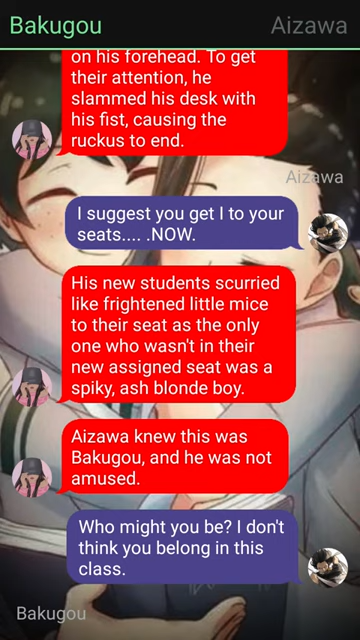 Bakugou
Aizawa
on his forehead. To get
their attention, he
slammed his desk with
his fist, causing the
ruckus to end.
Aizawa
I suggest you get I to your
seats.... .NOW.
His new students scurried
like frightened little mice
to their seat as the only
one who wasn't in their
new assigned seat was a
spiky, ash blonde boy.
Aizawa knew this was
Bakugou, and he was not
amused.
Who might you be? I don't
think you belong in this
class.
Bakugou